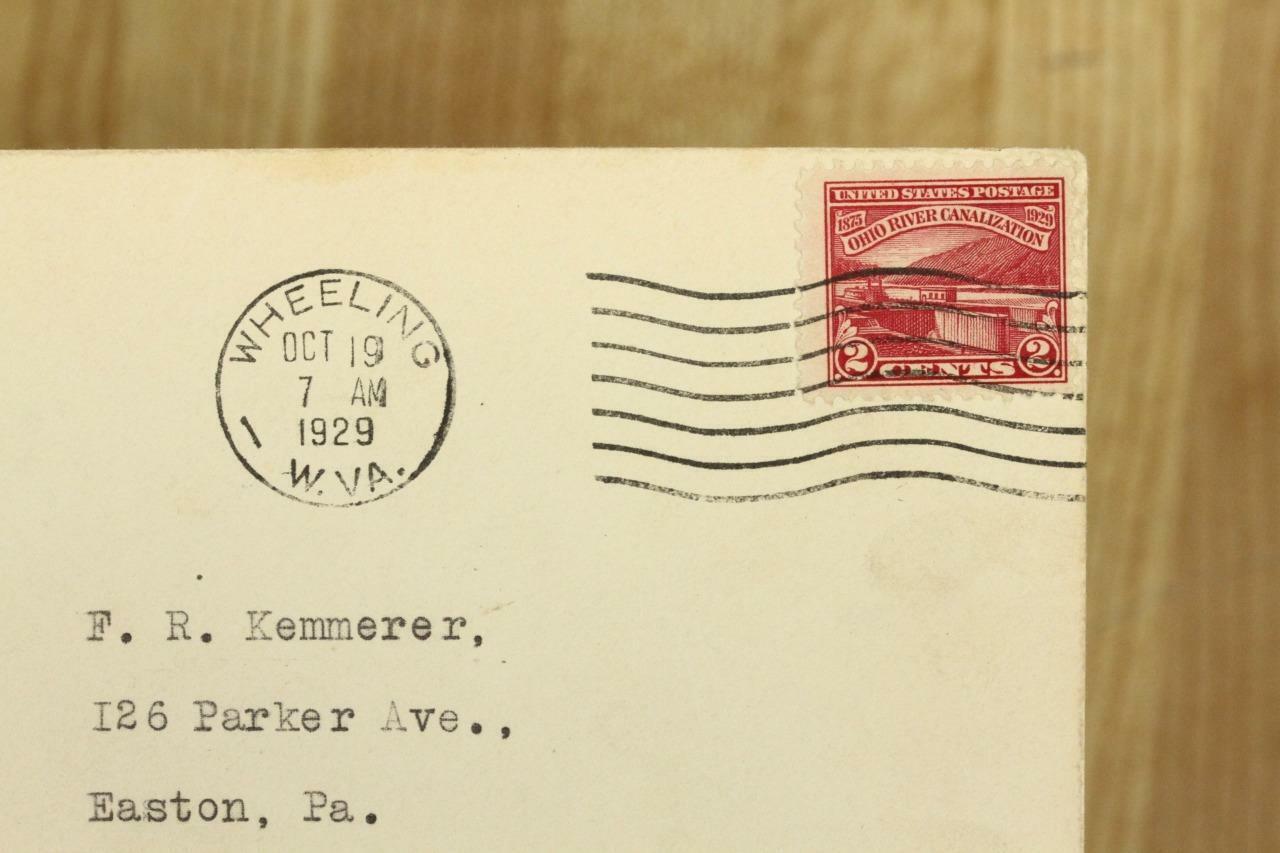 UNITED STATES POSTAGE
1875 1929
OHIO RIVER CANALIZATION
2 CENTS 2
WHEELING
OCT 19
7 AM
1929
1
W.VA.
F. R. Kemmerer,
126 Parker Ave.,
Easton, Pa.